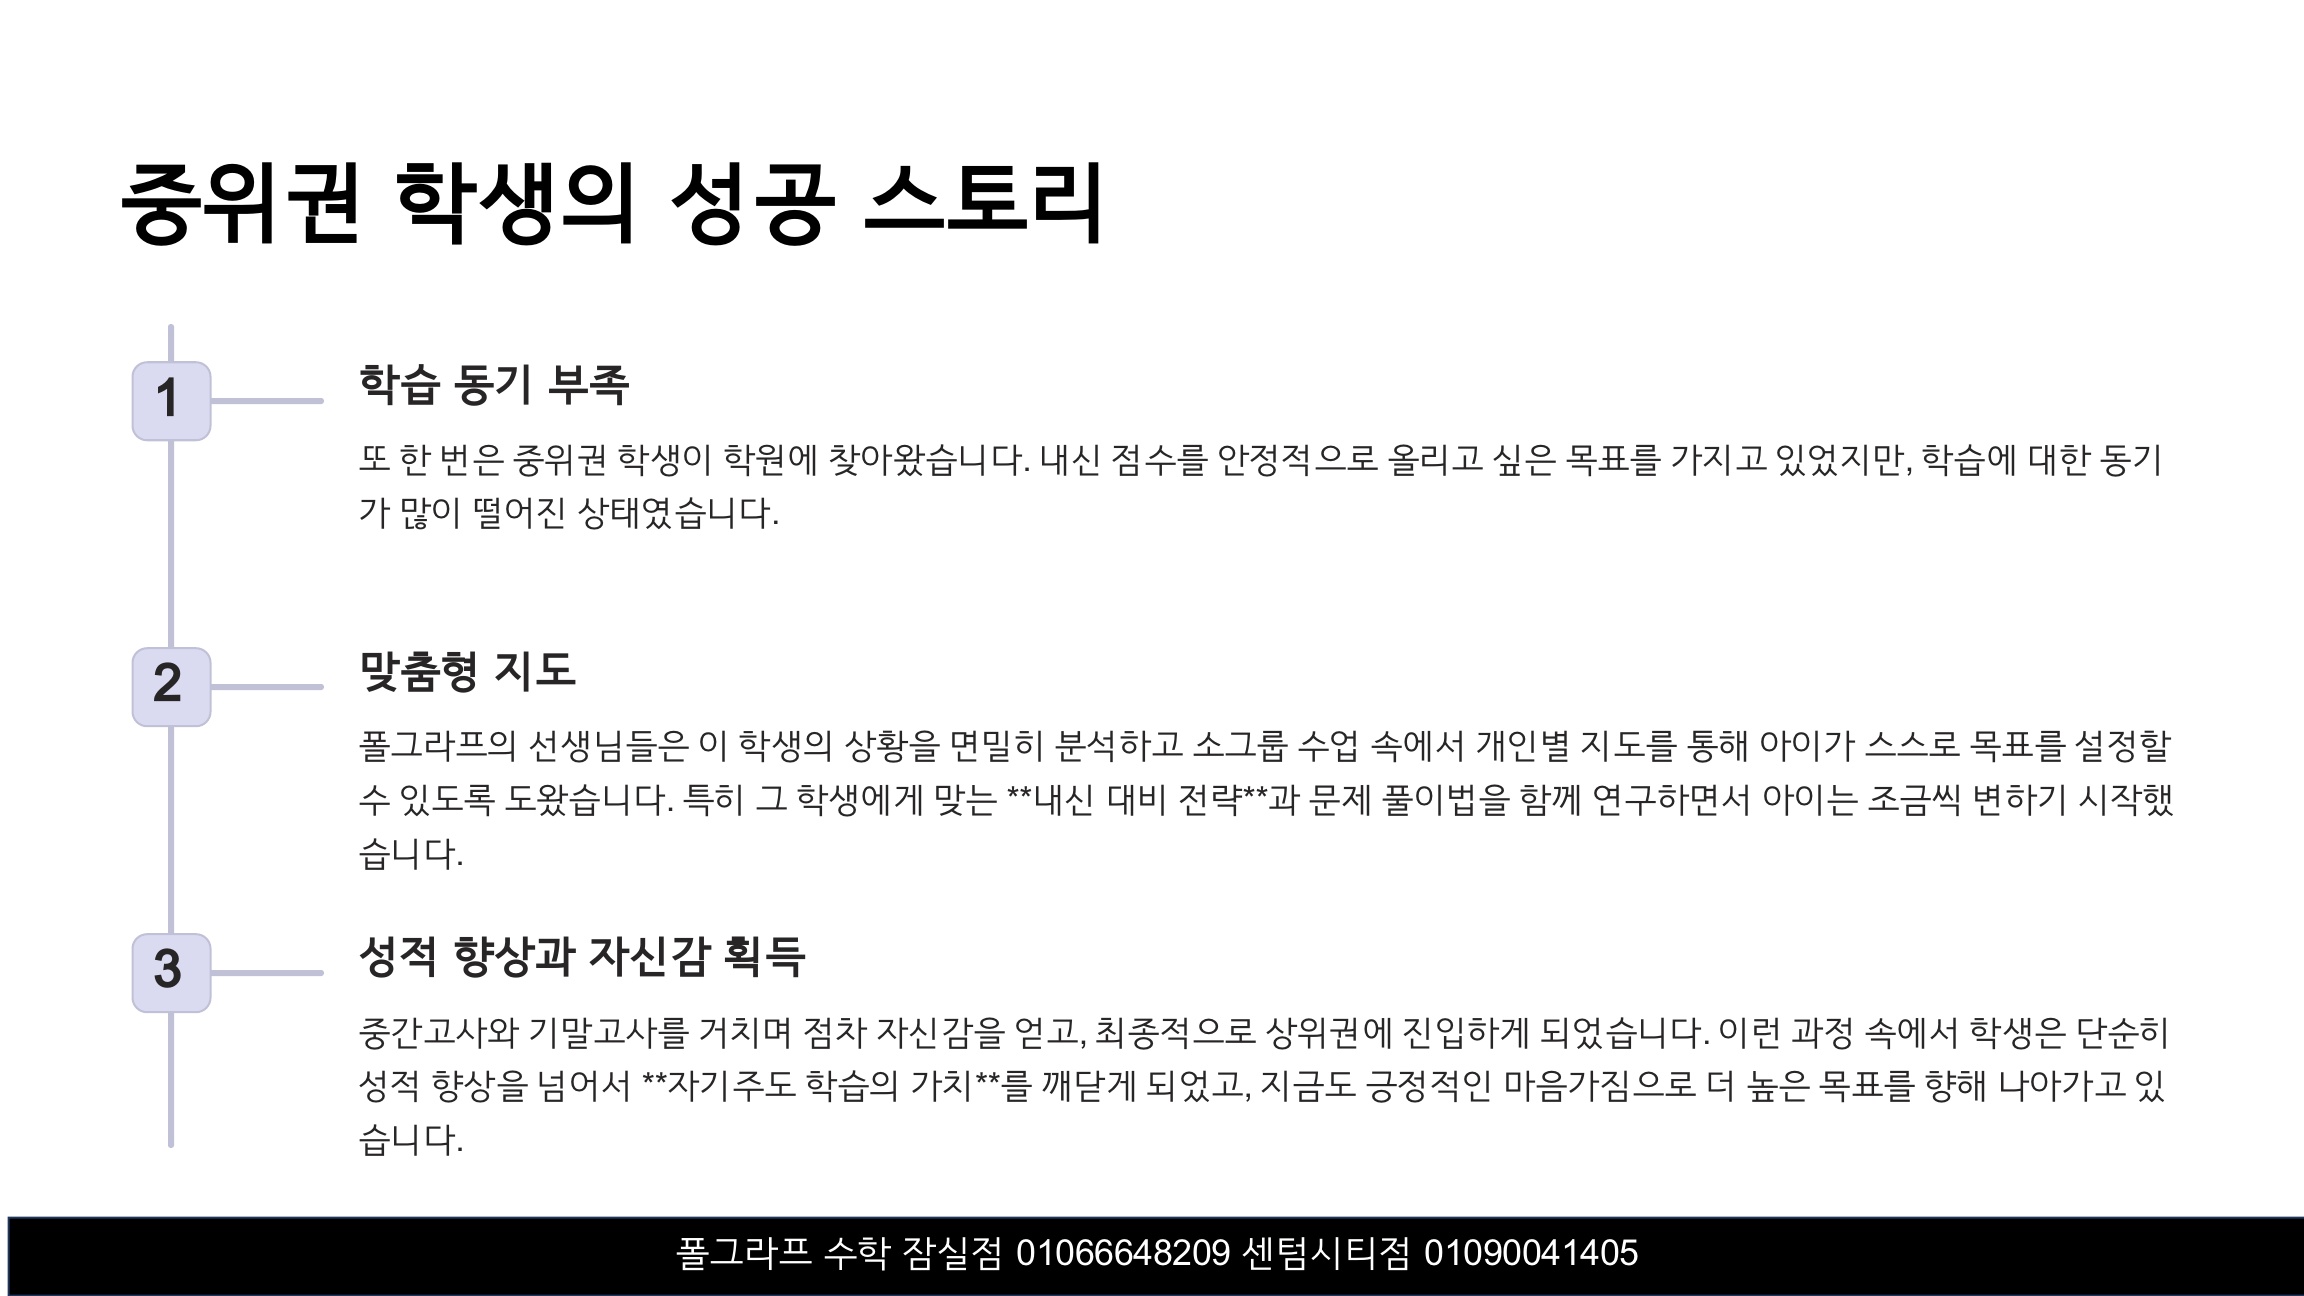 중위권 학생의 성공 스토리
1
학습 동기 부족
또 한 번은 중위권 학생이 학원에 찾아왔습니다. 내신 점수를 안정적으로 올리고 싶은 목표를 가지고 있었지만, 학습에 대한 동기
가 많이 떨어진 상태였습니다.
2
맞춤형 지도
폴그라프의 선생님들은 이 학생의 상황을 면밀히 분석하고 소그룹 수업 속에서 개인별 지도를 통해 아이가 스스로 목표를 설정할
수 있도록 도왔습니다. 특히 그 학생에게 맞는 **내신 대비 전략**과 문제 풀이법을 함께 연구하면서 아이는 조금씩 변하기 시작했
습니다.
3
성적 향상과 자신감 획득
중간고사와 기말고사를 거치며 점차 자신감을 얻고, 최종적으로 상위권에 진입하게 되었습니다. 이런 과정 속에서 학생은 단순히
성적 향상을 넘어서 **자기주도 학습의 가치**를 깨닫게 되었고, 지금도 긍정적인 마음가짐으로 더 높은 목표를 향해 나아가고 있
습니다.
폴그라프 수학 잠실점 01066648209 센텀시티점 01090041405